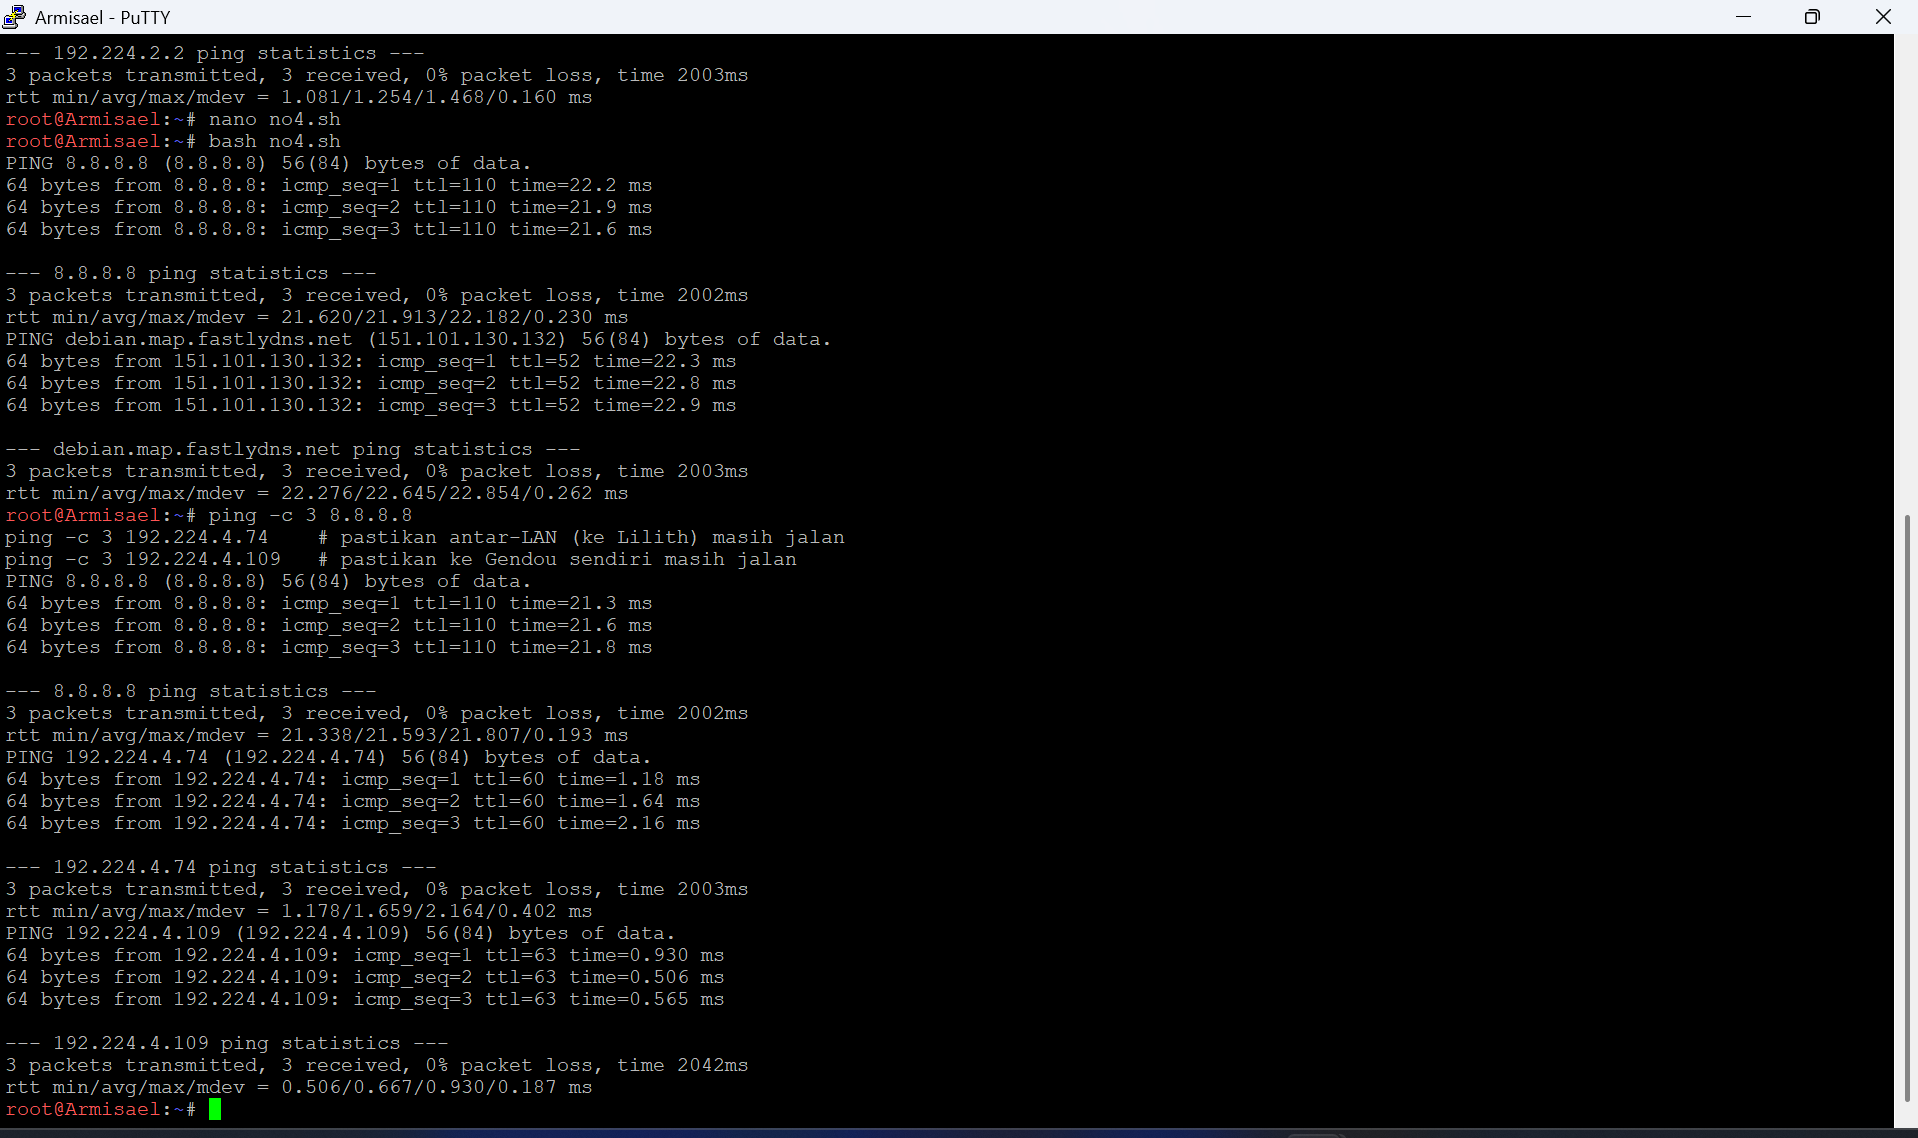 Armisael - PuTTY
--- 192.224.2.2 ping statistics ---
3 packets transmitted, 3 received, 0% packet loss, time 2003ms
rtt min/avg/max/mdev = 1.081/1.254/1.468/0.160 ms
root@Armisael:~# nano no4.sh
root@Armisael:~# bash no4.sh
PING 8.8.8.8 (8.8.8.8) 56(84) bytes of data.
64 bytes from 8.8.8.8: icmp_seq=1 ttl=110 time=22.2 ms
64 bytes from 8.8.8.8: icmp_seq=2 ttl=110 time=21.9 ms
64 bytes from 8.8.8.8: icmp_seq=3 ttl=110 time=21.6 ms

--- 8.8.8.8 ping statistics ---
3 packets transmitted, 3 received, 0% packet loss, time 2002ms
rtt min/avg/max/mdev = 21.620/21.913/22.182/0.230 ms
PING debian.map.fastlydns.net (151.101.130.132) 56(84) bytes of data.
64 bytes from 151.101.130.132: icmp_seq=1 ttl=52 time=22.3 ms
64 bytes from 151.101.130.132: icmp_seq=2 ttl=52 time=22.8 ms
64 bytes from 151.101.130.132: icmp_seq=3 ttl=52 time=22.9 ms

--- debian.map.fastlydns.net ping statistics ---
3 packets transmitted, 3 received, 0% packet loss, time 2003ms
rtt min/avg/max/mdev = 22.276/22.645/22.854/0.262 ms
root@Armisael:~# ping -c 3 8.8.8.8
ping -c 3 192.224.4.74    # pastikan antar-LAN (ke Lilith) masih jalan
ping -c 3 192.224.4.109   # pastikan ke Gendou sendiri masih jalan
PING 8.8.8.8 (8.8.8.8) 56(84) bytes of data.
64 bytes from 8.8.8.8: icmp_seq=1 ttl=110 time=21.3 ms
64 bytes from 8.8.8.8: icmp_seq=2 ttl=110 time=21.6 ms
64 bytes from 8.8.8.8: icmp_seq=3 ttl=110 time=21.8 ms

--- 8.8.8.8 ping statistics ---
3 packets transmitted, 3 received, 0% packet loss, time 2002ms
rtt min/avg/max/mdev = 21.338/21.593/21.807/0.193 ms
PING 192.224.4.74 (192.224.4.74) 56(84) bytes of data.
64 bytes from 192.224.4.74: icmp_seq=1 ttl=60 time=1.18 ms
64 bytes from 192.224.4.74: icmp_seq=2 ttl=60 time=1.64 ms
64 bytes from 192.224.4.74: icmp_seq=3 ttl=60 time=2.16 ms

--- 192.224.4.74 ping statistics ---
3 packets transmitted, 3 received, 0% packet loss, time 2003ms
rtt min/avg/max/mdev = 1.178/1.659/2.164/0.402 ms
PING 192.224.4.109 (192.224.4.109) 56(84) bytes of data.
64 bytes from 192.224.4.109: icmp_seq=1 ttl=63 time=0.930 ms
64 bytes from 192.224.4.109: icmp_seq=2 ttl=63 time=0.506 ms
64 bytes from 192.224.4.109: icmp_seq=3 ttl=63 time=0.565 ms

--- 192.224.4.109 ping statistics ---
3 packets transmitted, 3 received, 0% packet loss, time 2042ms
rtt min/avg/max/mdev = 0.506/0.667/0.930/0.187 ms
root@Armisael:~#